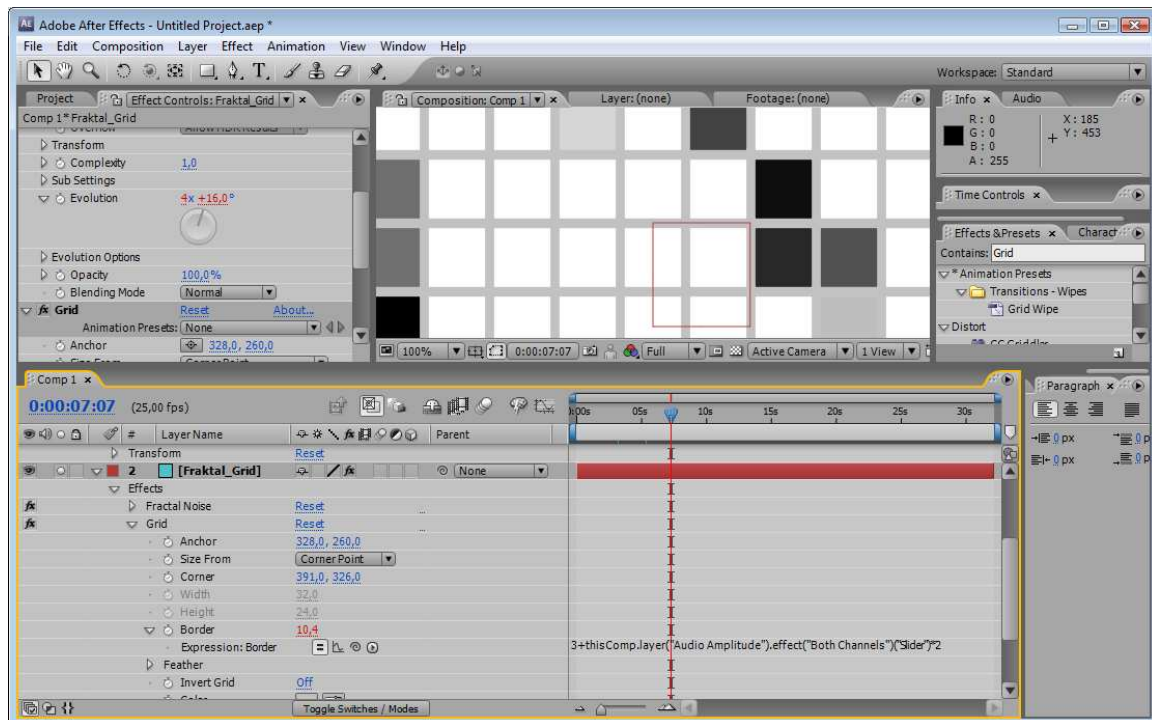 Adobe After Effects - Untitled Project.aep *
File Edit Composition Layer Effect Animation View Window Help
Workspace: Standard
Project Effect Controls: Fraktal_Grid
Comp 1* Fraktal_Grid
Transform
Complexity 1,0
Sub Settings
Evolution 4x +16,0°
Evolution Options
Opacity 100,0%
Blending Mode Normal
fx Grid Reset About...
Animation Presets: None
Anchor 328,0, 260,0
Composition: Comp 1 Layer: (none) Footage: (none)
100% 0:00:07:07 Full Active Camera 1 View
Info Audio
R: 0 X: 185
G: 0 Y: 453
B: 0
A: 255
Time Controls
Effects & Presets Charact
Contains: Grid
* Animation Presets
Transitions - Wipes
Grid Wipe
Distort
Comp 1
0:00:07:07 (25,00 fps)
:00s 05s 10s 15s 20s 25s 30s
# Layer Name Parent
Transform Reset
2 [Fraktal_Grid] None
Effects
fx Fractal Noise Reset
fx Grid Reset
Anchor 328,0, 260,0
Size From Corner Point
Corner 391,0, 326,0
Width 32,0
Height 24,0
Border 10,4
Expression: Border 3+thisComp.layer("Audio Amplitude").effect("Both Channels")("Slider")*2
Feather
Invert Grid Off
Toggle Switches / Modes
Paragraph
0 px 0 p
0 px 0 p